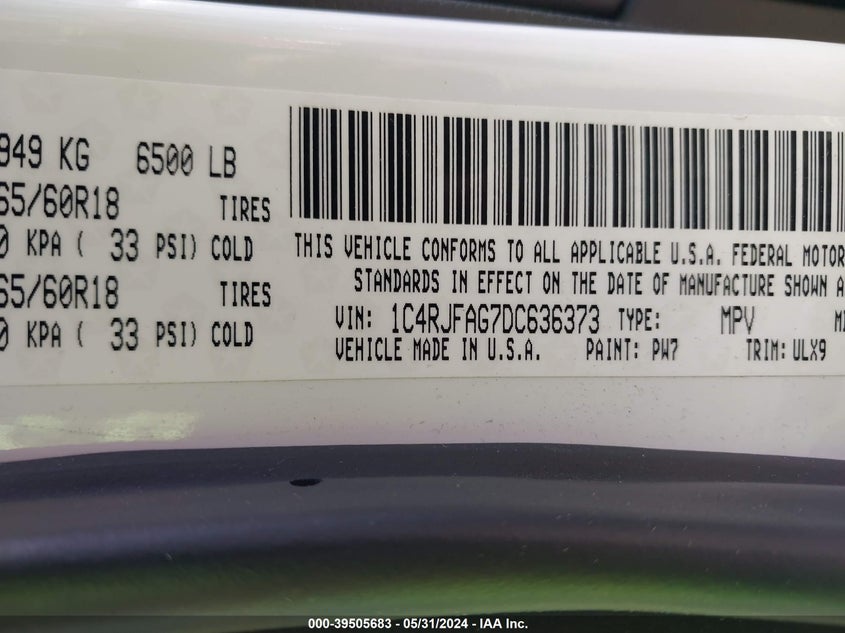 949 KG 6500 LB
65/60R18 TIRES
0 KPA ( 33 PSI) COLD
65/60R18 TIRES
0 KPA ( 33 PSI) COLD
THIS VEHICLE CONFORMS TO ALL APPLICABLE U.S.A. FEDERAL MOTOR
STANDARDS IN EFFECT ON THE DATE OF MANUFACTURE SHOWN A
VIN: 1C4RJFAG7DC636373 TYPE: MPV
VEHICLE MADE IN U.S.A. PAINT: PW7 TRIM: ULX9
000-39505683 - 05/31/2024 - IAA Inc.